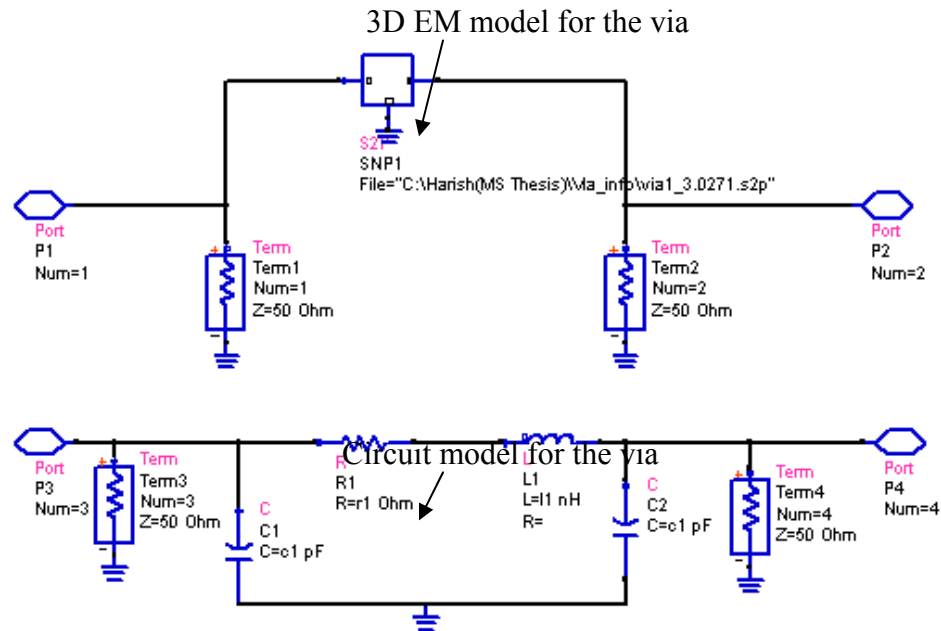 3D EM model for the via
SNP1
File="C:\Harish(MS Thesis)\Via_info\via1_3.0271.s2p"
Port
P1
Num=1
Term
Term1
Num=1
Z=50 Ohm
Term
Term2
Num=2
Z=50 Ohm
Port
P2
Num=2
Circuit model for the via
Port
P3
Num=3
Term
Term3
Num=3
Z=50 Ohm
C
C1
C=c1 pF
R
R1
R=r1 Ohm
L1
L=l1 nH
R=
C
C2
C=c1 pF
Term
Term4
Num=4
Z=50 Ohm
Port
P4
Num=4